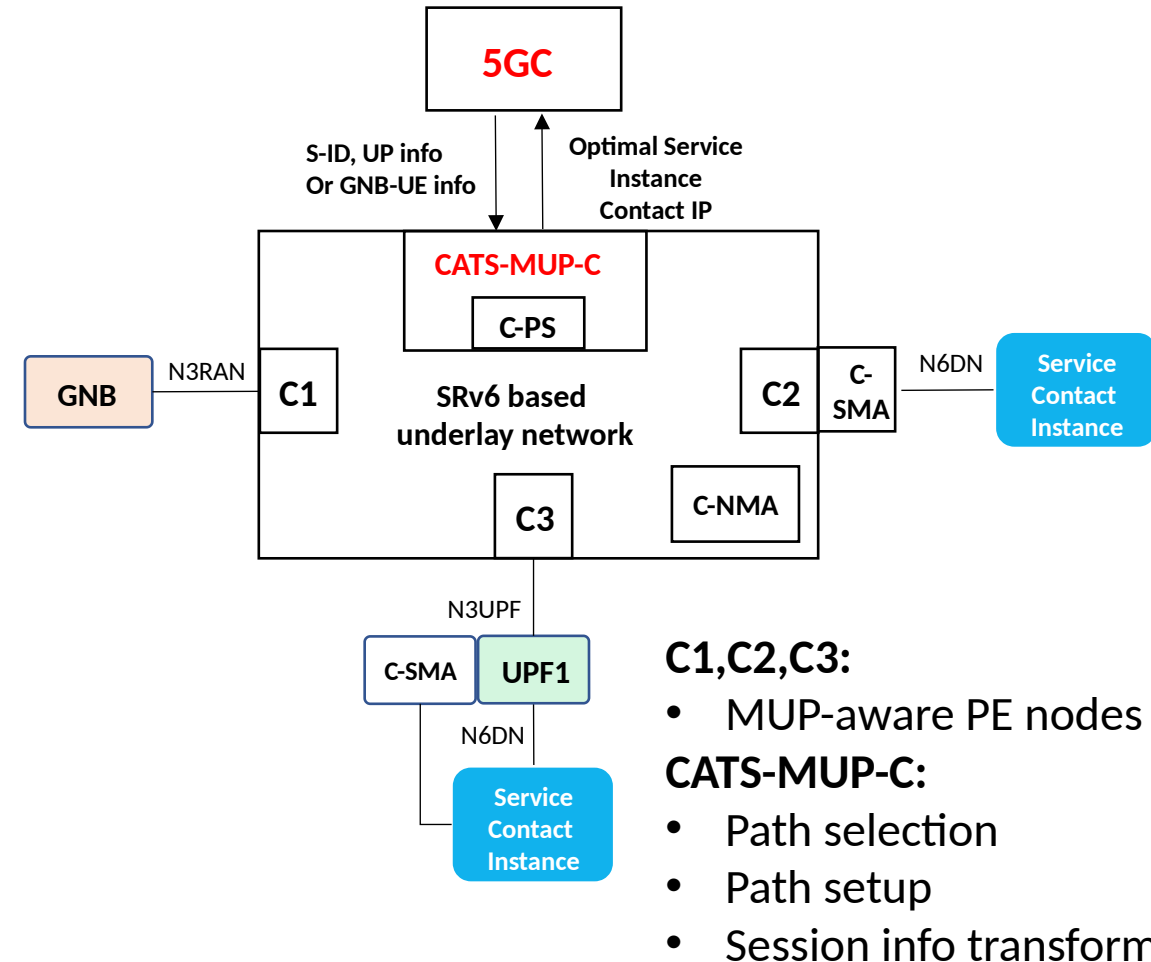 5GC
S-ID, UP info
Or GNB-UE info
Optimal Service
Instance
Contact IP
CATS-MUP-C
C-PS
GNB
N3RAN
C1
SRv6 based
underlay network
C2
C-
SMA
N6DN
Service
Contact
Instance
C-NMA
C3
N3UPF
C-SMA
UPF1
N6DN
Service
Contact
Instance
C1,C2,C3:
• MUP-aware PE nodes
CATS-MUP-C:
• Path selection
• Path setup
• Session info transform